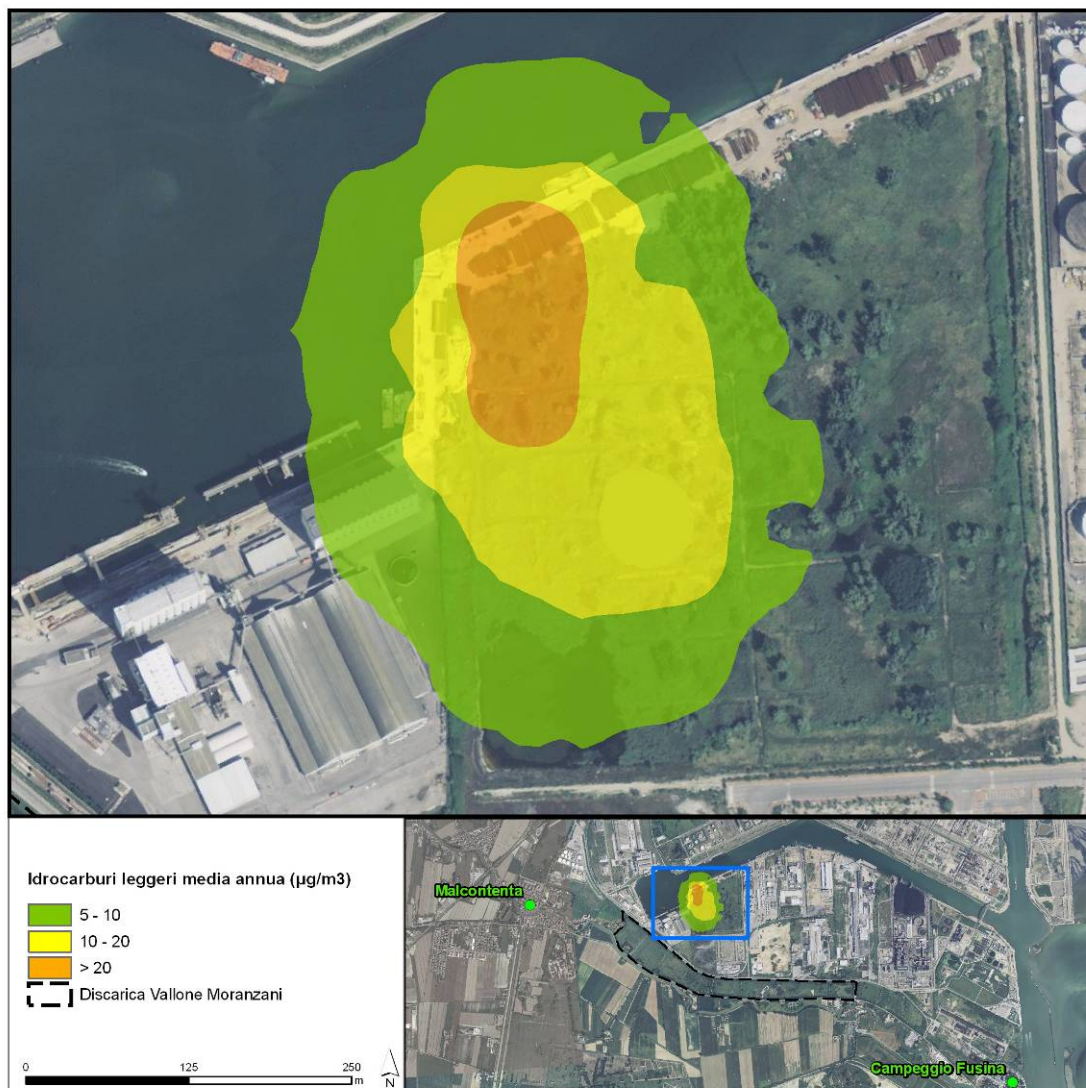 Idrocarburi leggeri media annua (µg/m3)
5 - 10
10 - 20
> 20
Discarica Vallone Moranzani
0 125 250
m
N
Malcontenta
Campeggio Fusina